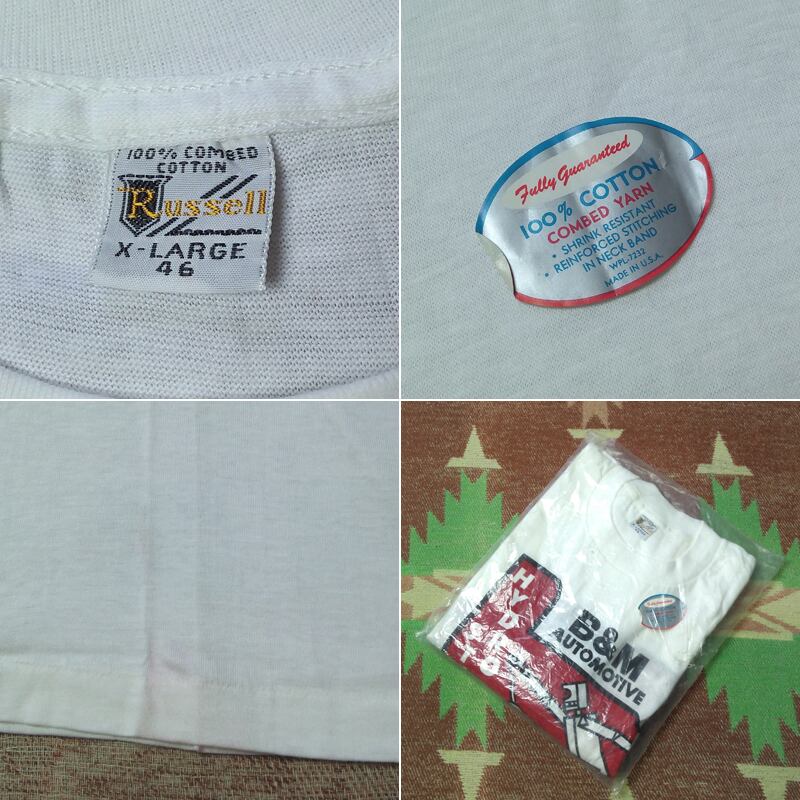 100% COMBED
COTTON
Russell
X-LARGE
46
Fully Guaranteed
100% COTTON
COMBED YARN
• SHRINK RESISTANT
• REINFORCED STITCHING
IN NECK BAND
WPL-7232
MADE IN U.S.A.
B&M
AUTOMOTIVE